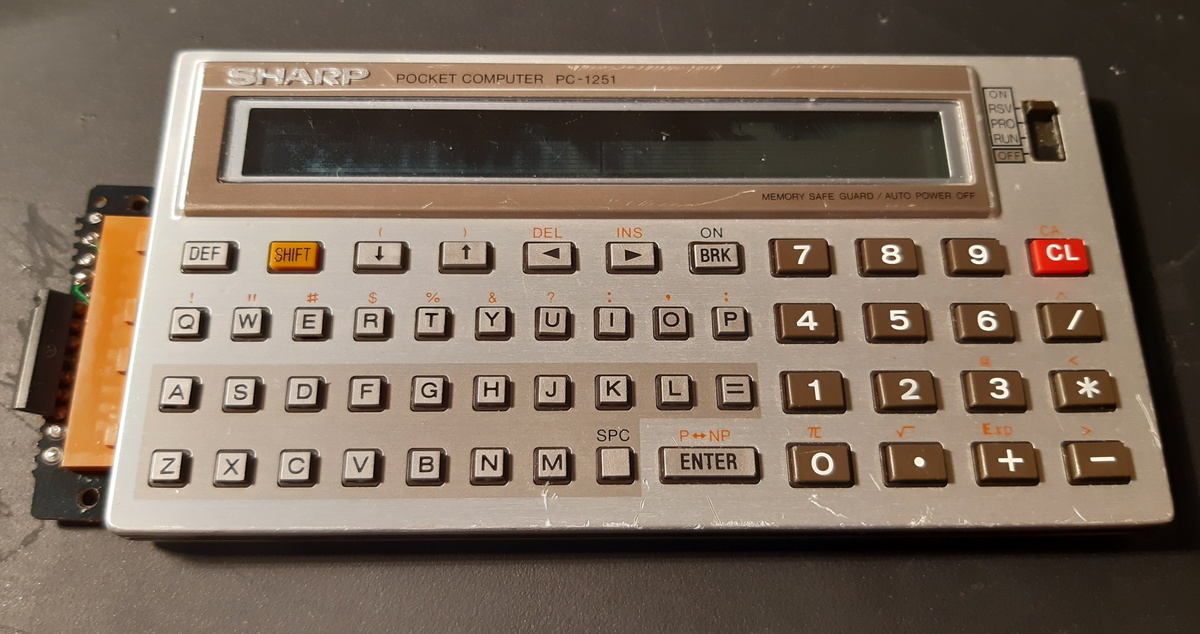 SHARP POCKET COMPUTER PC-1251
ON
RSV
PRO
RUN
OFF
MEMORY SAFE GUARD / AUTO POWER OFF
( ) DEL INS ON CA
DEF SHIFT ↓ ↑ ◄ ► BRK 7 8 9 CL
! " # $ % & ? : , ; ^
Q W E R T Y U I O P 4 5 6 /
@ <
A S D F G H J K L = 1 2 3 *
SPC P↔NP π √ Exp >
Z X C V B N M ENTER 0 • + −